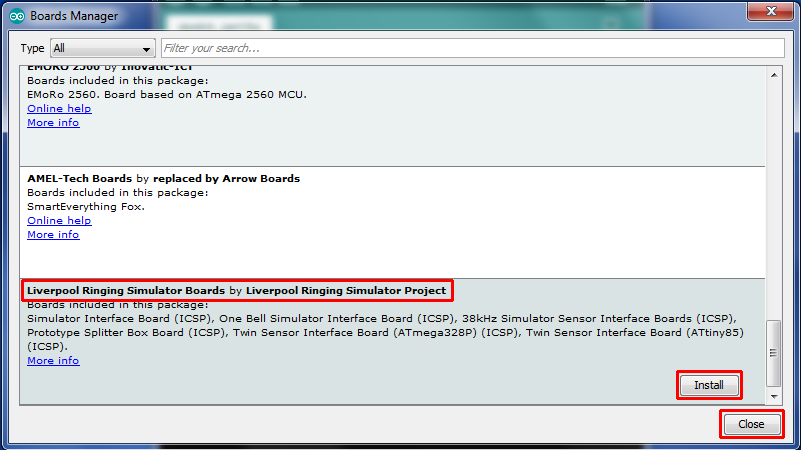 Boards Manager
Type All Filter your search...
EMORO 2560 by Inovatic-ICT
Boards included in this package:
EMoRo 2560. Board based on ATmega 2560 MCU.
Online help
More info
AMEL-Tech Boards by replaced by Arrow Boards
Boards included in this package:
SmartEverything Fox.
Online help
More info
Liverpool Ringing Simulator Boards by Liverpool Ringing Simulator Project
Boards included in this package:
Simulator Interface Board (ICSP), One Bell Simulator Interface Board (ICSP), 38kHz Simulator Sensor Interface Boards (ICSP),
Prototype Splitter Box Board (ICSP), Twin Sensor Interface Board (ATmega328P) (ICSP), Twin Sensor Interface Board (ATtiny85)
(ICSP).
More info
Install
Close